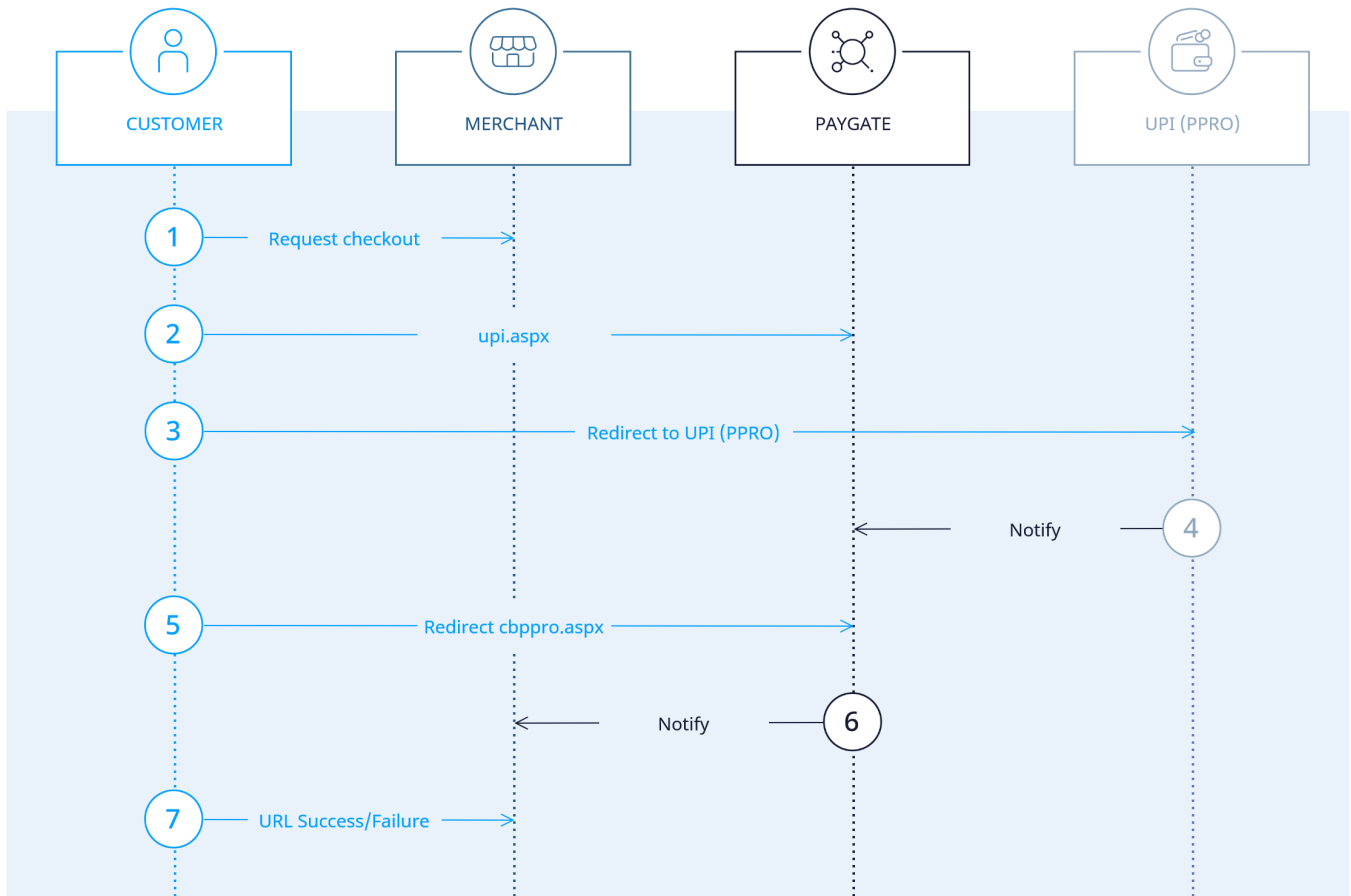 CUSTOMER
MERCHANT
PAYGATE
UPI (PPRO)
1
Request checkout
2
upi.aspx
3
Redirect to UPI (PPRO)
Notify
4
5
Redirect cbppro.aspx
Notify
6
7
URL Success/Failure